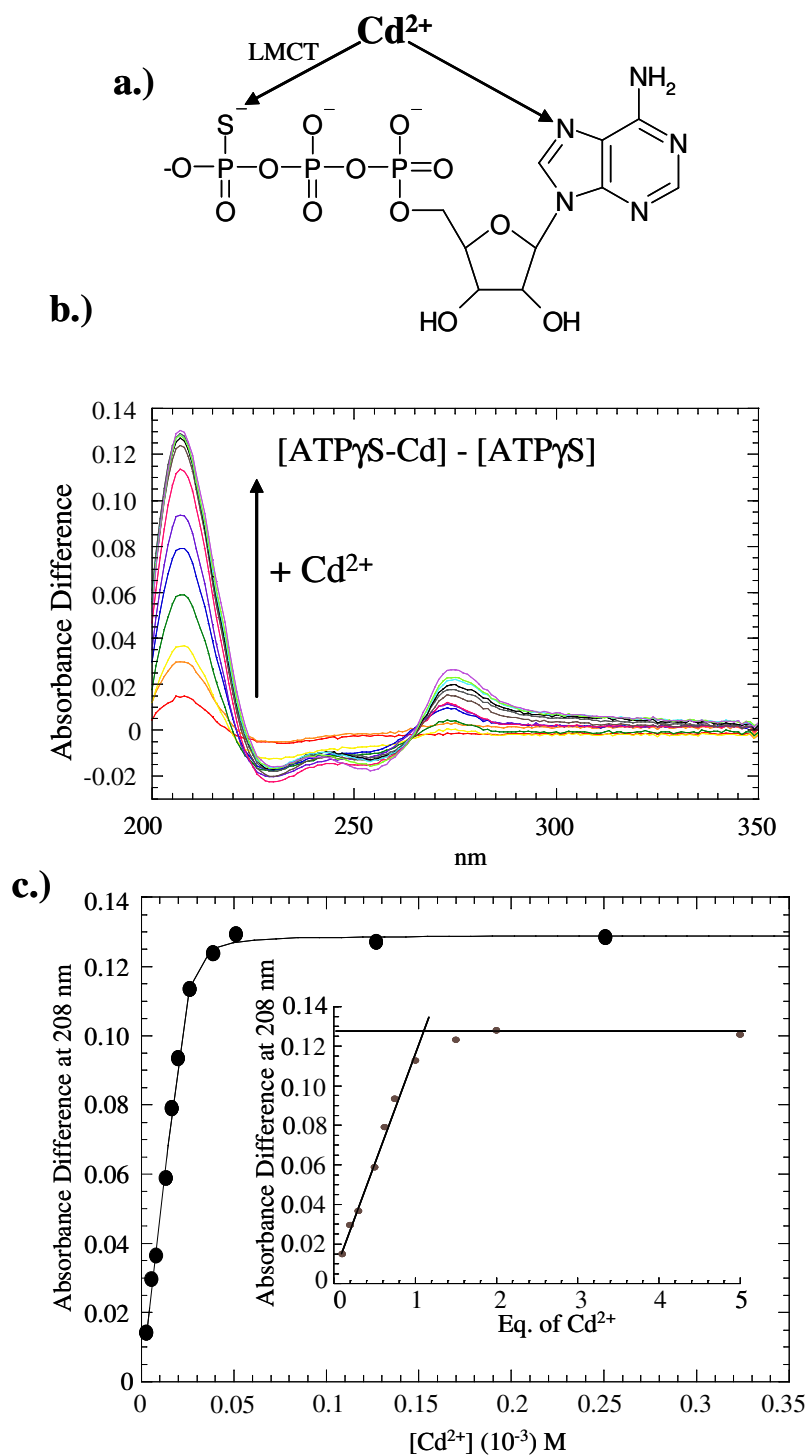 a.)
Cd²⁺
LMCT
NH₂
S⁻ O⁻ O⁻ N N
-O P O P O P O
O O O O N N
HO OH
b.)
Absorbance Difference
0.14
0.12
0.10
0.08
0.06
0.04
0.02
0
-0.02
[ATPγS-Cd] - [ATPγS]
+ Cd²⁺
200 250 300 350
nm
c.)
Absorbance Difference at 208 nm
0.14
0.12
0.10
0.08
0.06
0.04
0.02
0
Absorbance Difference at 208 nm
0.14
0.12
0.10
0.08
0.06
0.04
0.02
0
0 1 2 3 4 5
Eq. of Cd²⁺
0 0.05 0.1 0.15 0.2 0.25 0.3 0.35
[Cd²⁺] (10⁻³) M